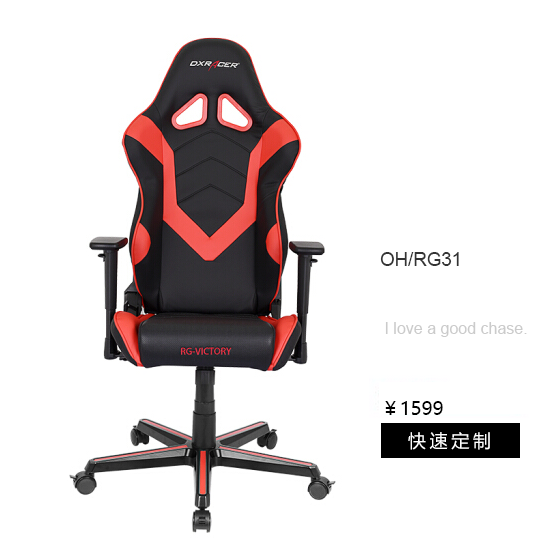 DXRACER
OH/RG31
I love a good chase.
RG-VICTORY
￥1599
快速定制